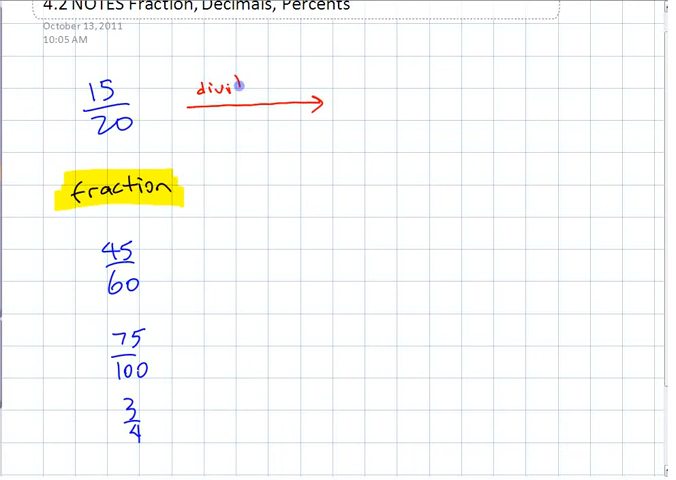 4.2 NOTES Fraction, Decimals, Percents
October 13, 2011
10:05 AM
15
20
divi
fraction
45
60
75
100
3
4